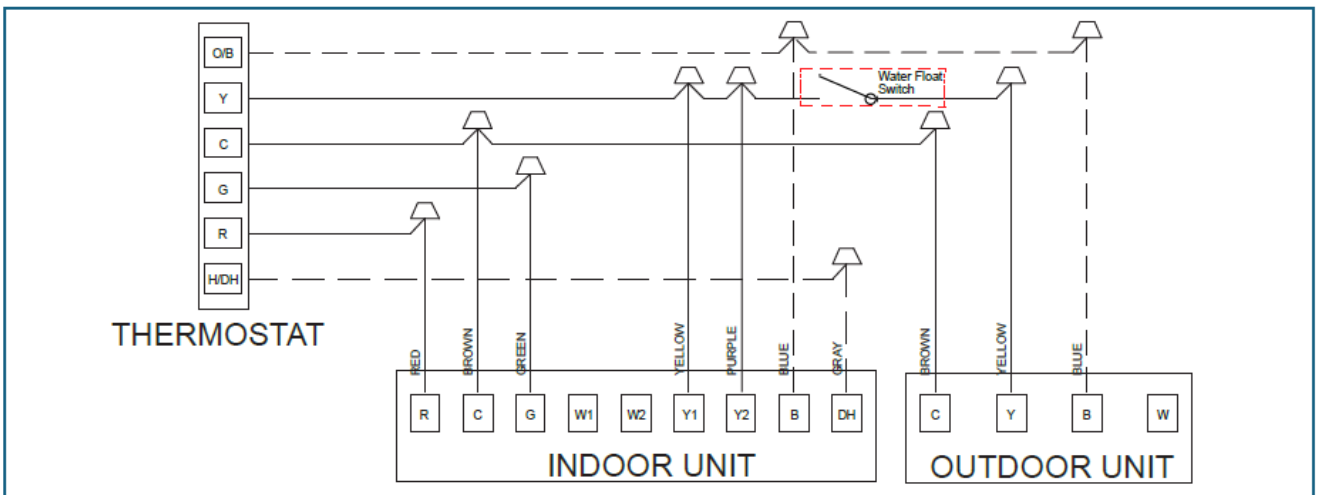 O/B
Y
C
G
R
H/DH
THERMOSTAT
Water Float
Switch
RED
BROWN
GREEN
YELLOW
PURPLE
BLUE
GRAY
BROWN
YELLOW
BLUE
R C G W1 W2 Y1 Y2 B DH
C Y B W
INDOOR UNIT
OUTDOOR UNIT